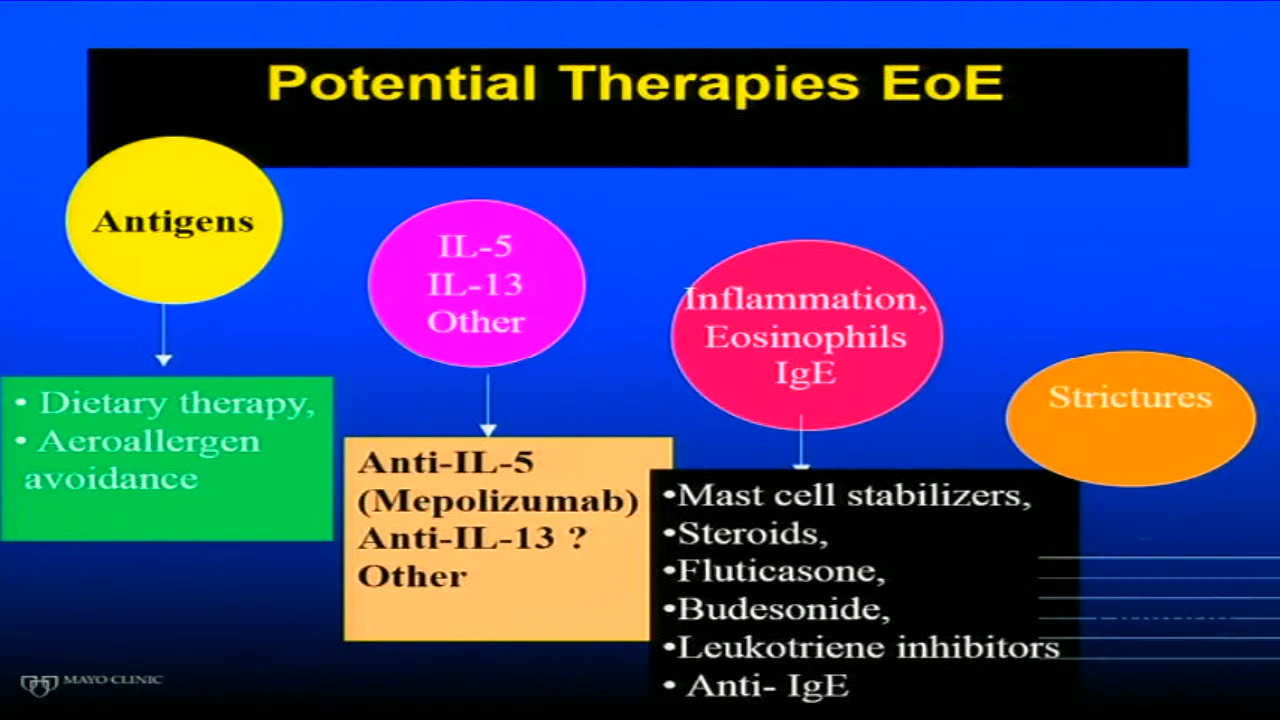 Potential Therapies EoE
Antigens
• Dietary therapy,
• Aeroallergen
avoidance
IL-5
IL-13
Other
Anti-IL-5
(Mepolizumab)
Anti-IL-13 ?
Other
Inflammation,
Eosinophils
IgE
•Mast cell stabilizers,
•Steroids,
•Fluticasone,
•Budesonide,
•Leukotriene inhibitors
• Anti- IgE
Strictures
MAYO CLINIC